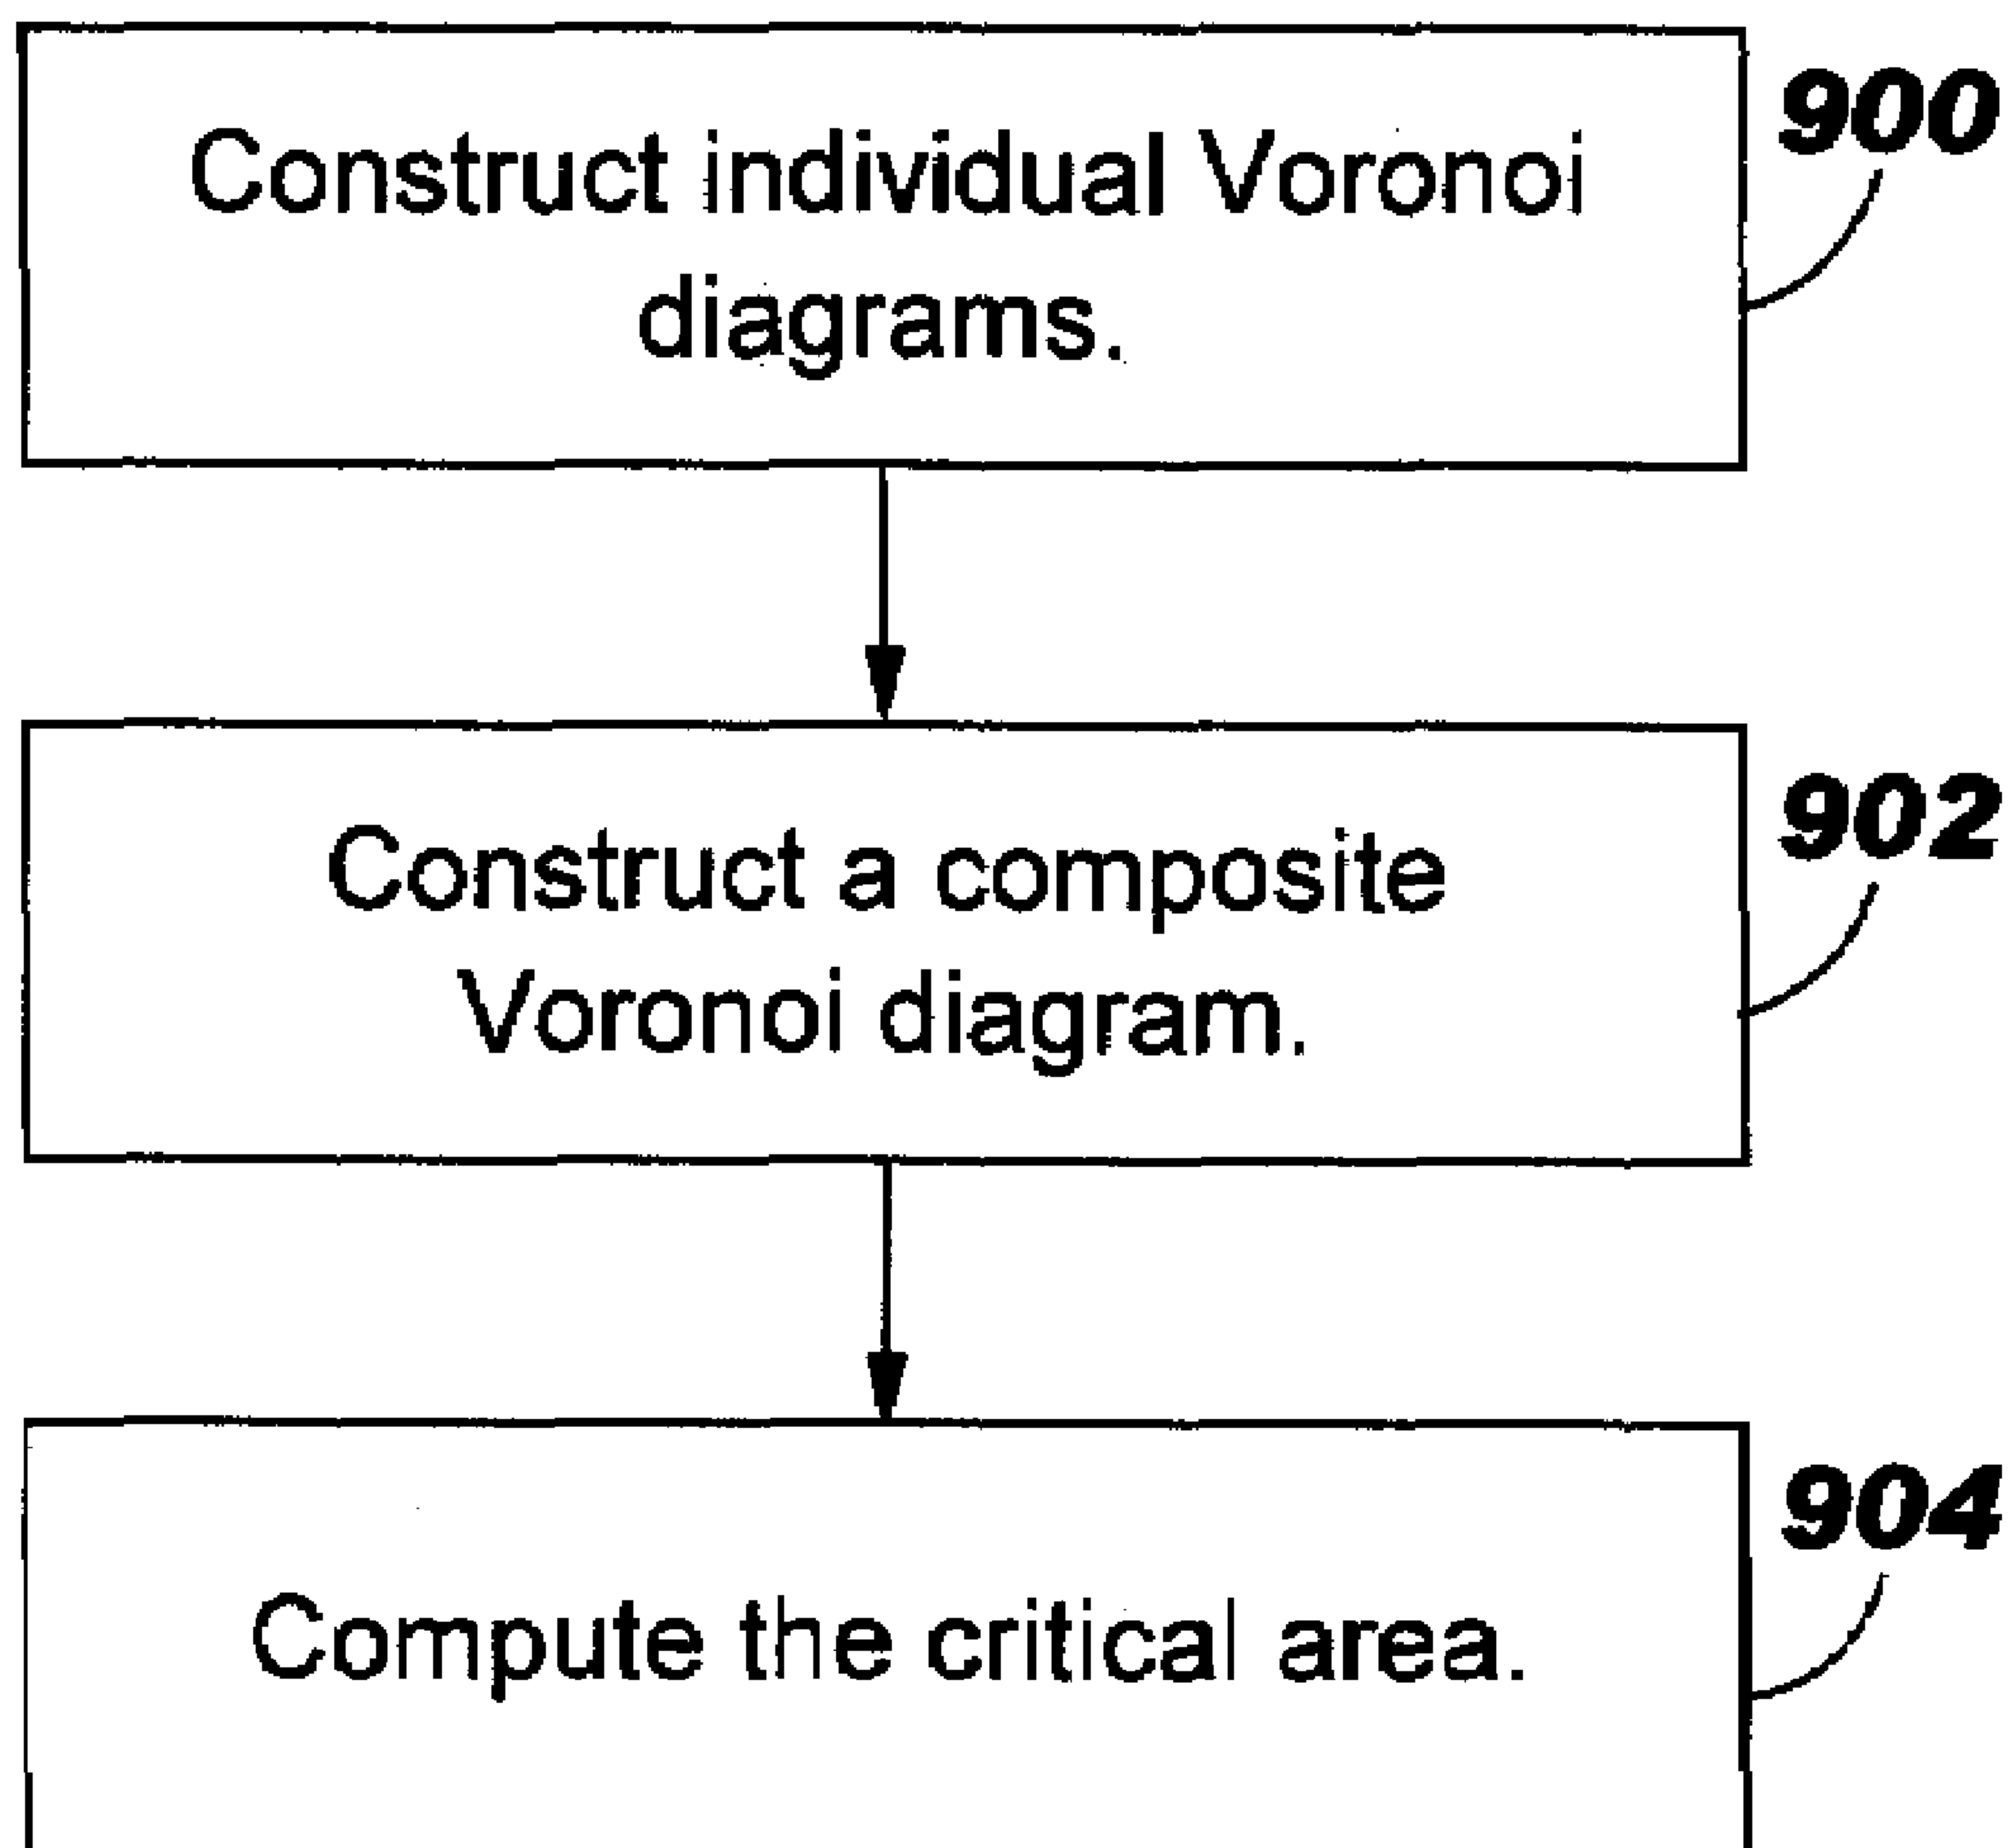 Construct individual Voronoi
diagrams.
900
Construct a composite
Voronoi diagram.
902
Compute the critical area.
904